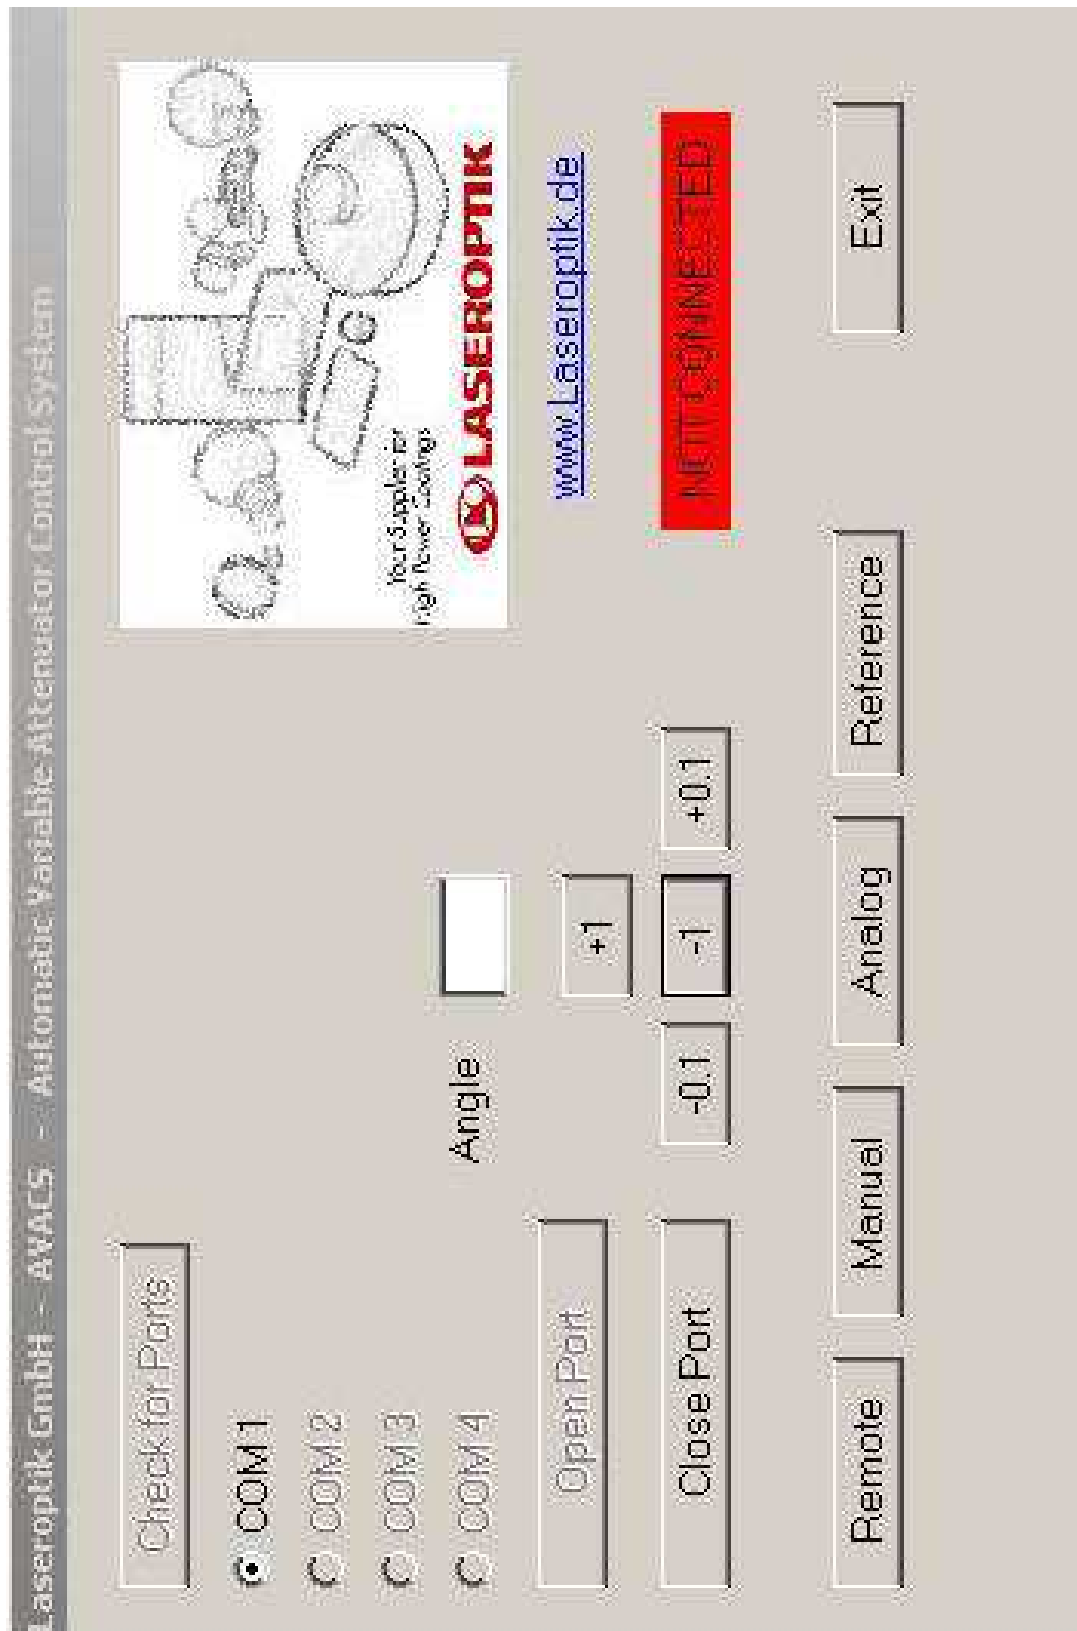 Laseroptik GmbH - AVACS - Automatic Variable Attenuator Control System
Check for Ports
COM 1
COM 2
COM 3
COM 4
Open Port
Close Port
Angle
+1
-0.1
-1
+0.1
Your Supplier for
High Power Coatings
LASEROPTIK
www.Laseroptik.de
NOT CONNECTED
Remote
Manual
Analog
Reference
Exit